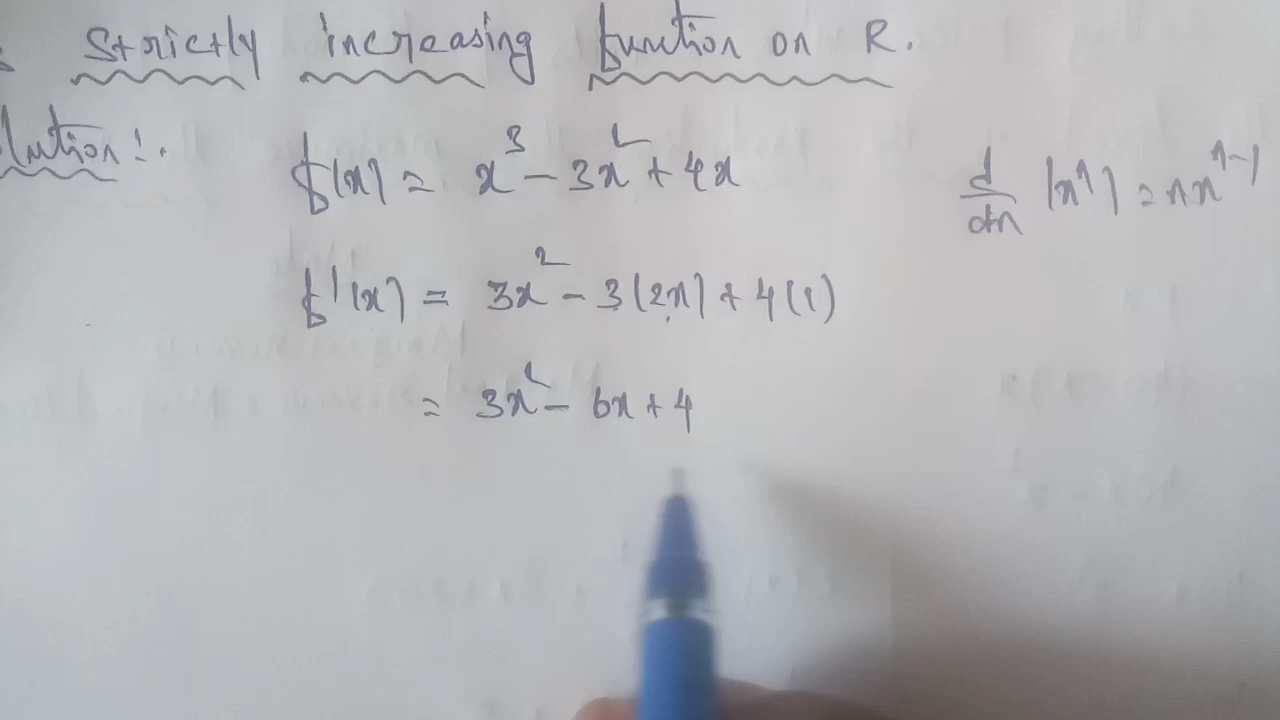 Strictly increasing function on R.
lution:.
f(x) = x³ - 3x² + 4x
d/dx (xⁿ) = nxⁿ⁻¹
f'(x) = 3x² - 3(2x) + 4(1)
= 3x² - 6x + 4